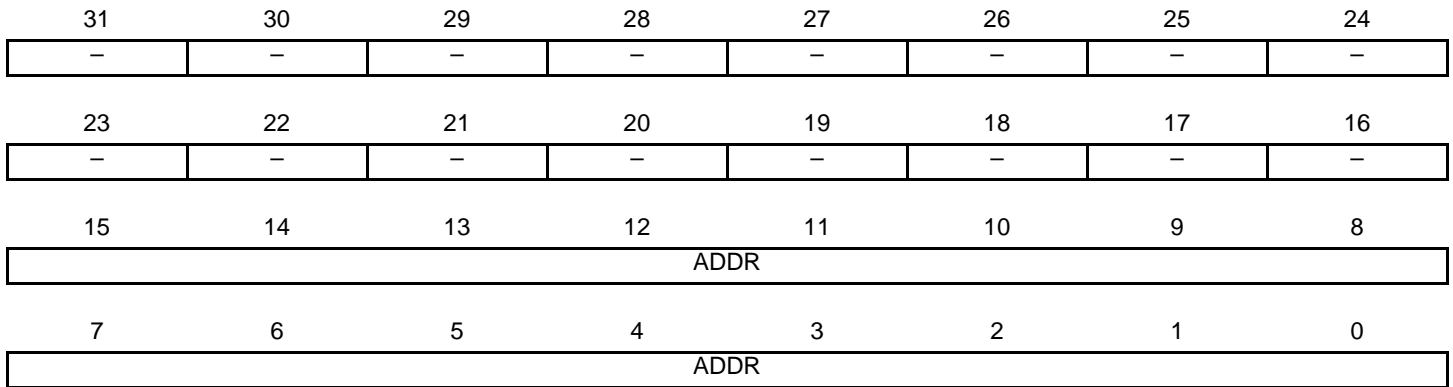 31 30 29 28 27 26 25 24
– – – – – – – –
23 22 21 20 19 18 17 16
– – – – – – – –
15 14 13 12 11 10 9 8
ADDR
7 6 5 4 3 2 1 0
ADDR